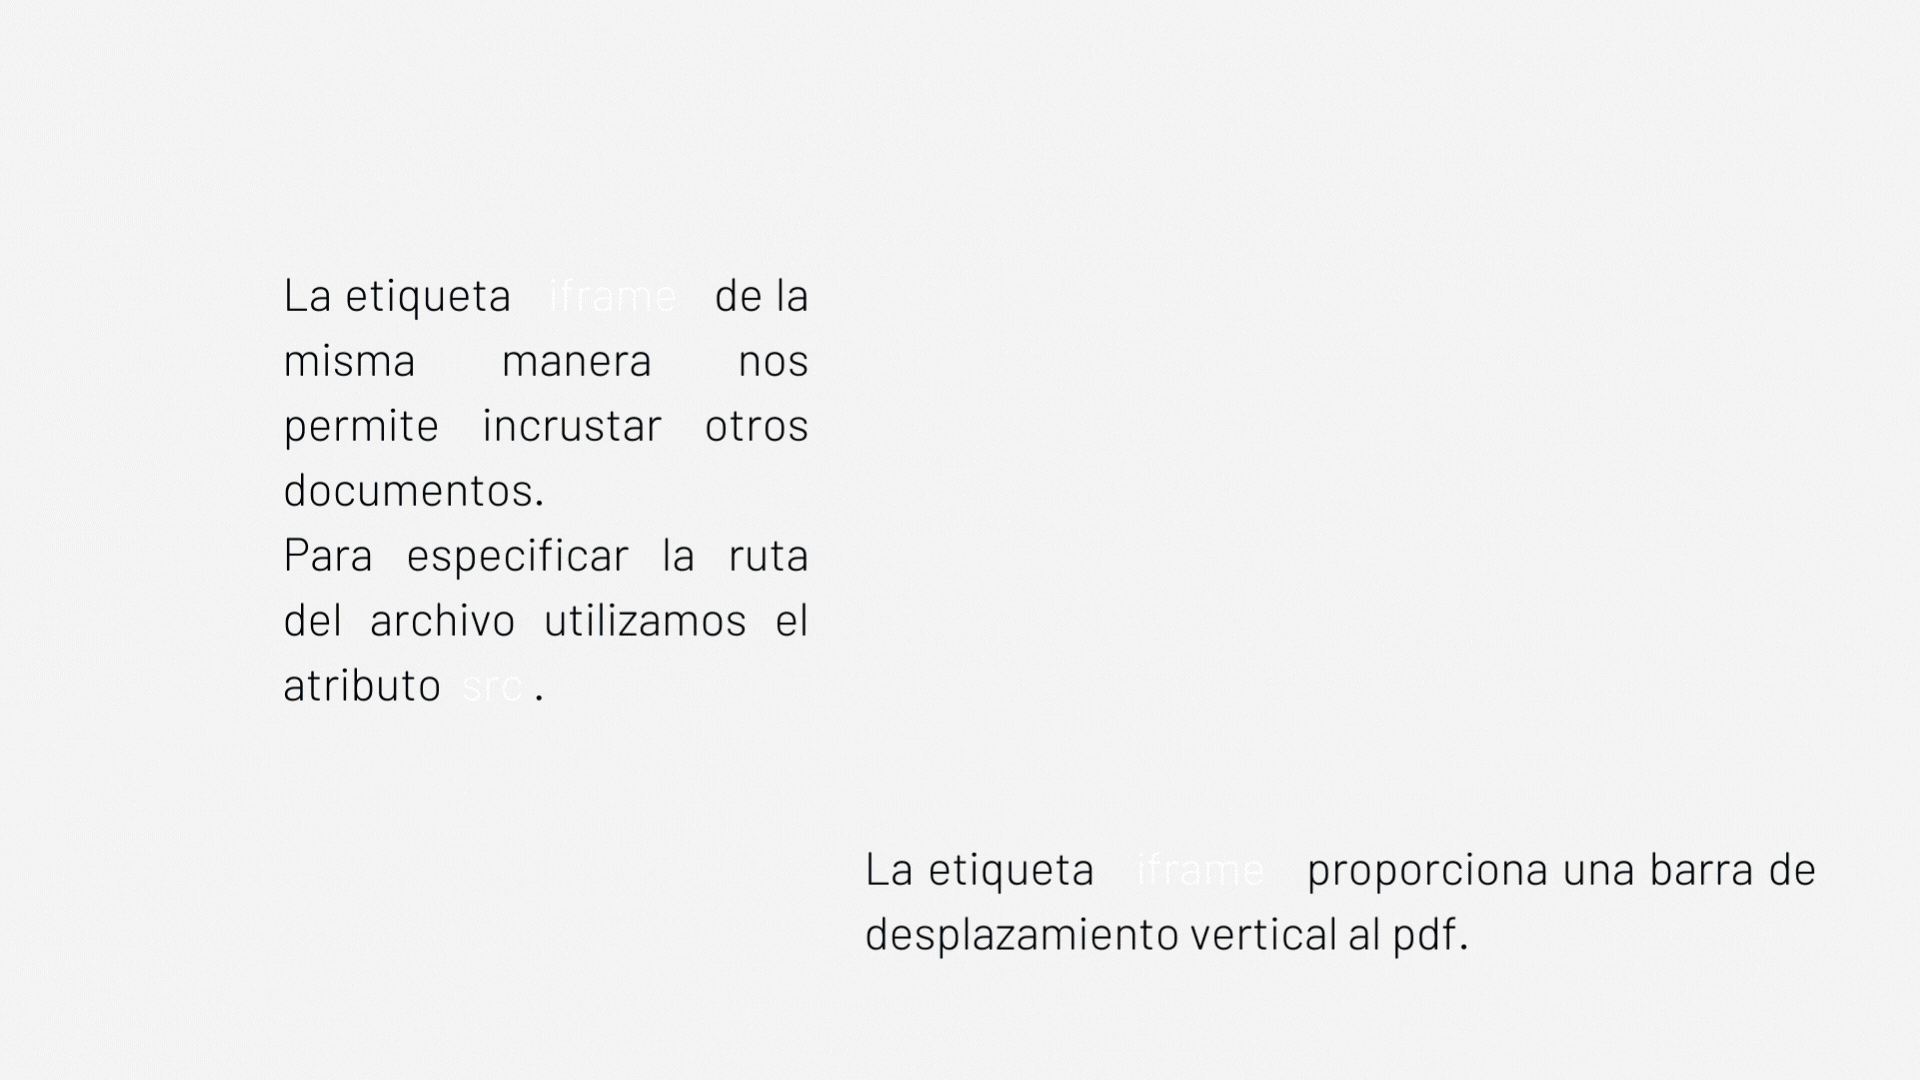 La etiqueta iframe de la
misma manera nos
permite incrustar otros
documentos.
Para especificar la ruta
del archivo utilizamos el
atributo src .
La etiqueta iframe proporciona una barra de
desplazamiento vertical al pdf.